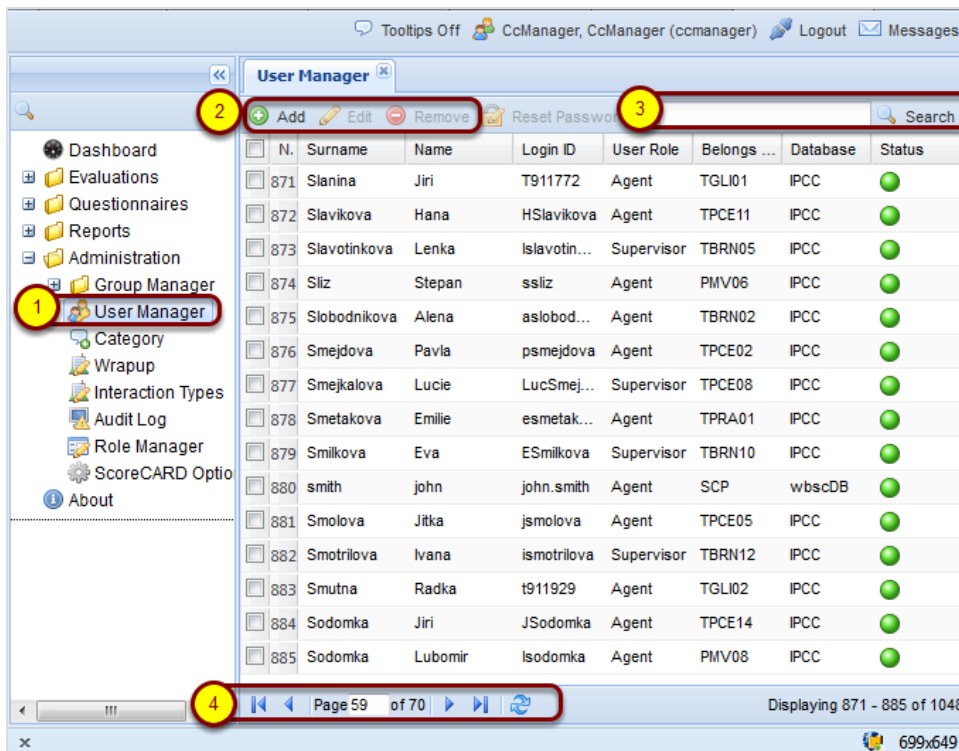 Tooltips Off CcManager, CcManager (ccmanager) Logout Messages
User Manager
2 Add Edit Remove Reset Passwor 3 Search
Dashboard
Evaluations
Questionnaires
Reports
Administration
Group Manager
1 User Manager
Category
Wrapup
Interaction Types
Audit Log
Role Manager
ScoreCARD Optio
About
N. Surname Name Login ID User Role Belongs ... Database Status
871 Slanina Jiri T911772 Agent TGLI01 IPCC
872 Slavikova Hana HSlavikova Agent TPCE11 IPCC
873 Slavotinkova Lenka lslavotin... Supervisor TBRN05 IPCC
874 Sliz Stepan ssliz Agent PMV06 IPCC
875 Slobodnikova Alena aslobod... Agent TBRN02 IPCC
876 Smejdova Pavla psmejdova Agent TPCE02 IPCC
877 Smejkalova Lucie LucSmej... Supervisor TPCE08 IPCC
878 Smetakova Emilie esmetak... Agent TPRA01 IPCC
879 Smilkova Eva ESmilkova Supervisor TBRN10 IPCC
880 smith john john.smith Agent SCP wbscDB
881 Smolova Jitka jsmolova Agent TPCE05 IPCC
882 Smotrilova Ivana ismotrilova Supervisor TBRN12 IPCC
883 Smutna Radka t911929 Agent TGLI02 IPCC
884 Sodomka Jiri JSodomka Agent TPCE14 IPCC
885 Sodomka Lubomir lsodomka Agent PMV08 IPCC
4 Page 59 of 70 Displaying 871 - 885 of 1048
x 699x649